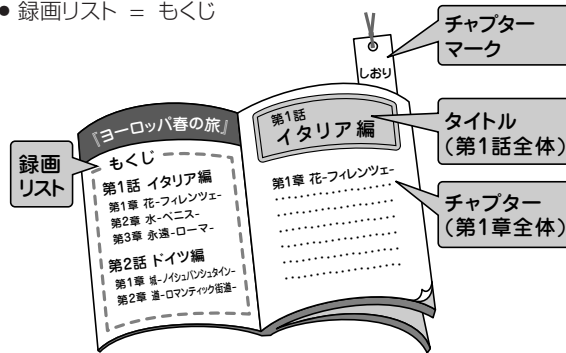 ● 録画リスト ＝ もくじ
チャプター
マーク
しおり
『ヨーロッパ春の旅』
もくじ
第1話 イタリア編
第1章 花-フィレンツェ-
第2章 水-ベニス-
第3章 永遠-ローマ-
第2話 ドイツ編
第1章 城-ノイシュバンシュタイン-
第2章 道-ロマンティック街道-
録画
リスト
第1話
イタリア編
第1章 花-フィレンツェ-
タイトル
（第1話全体）
チャプター
（第1章全体）